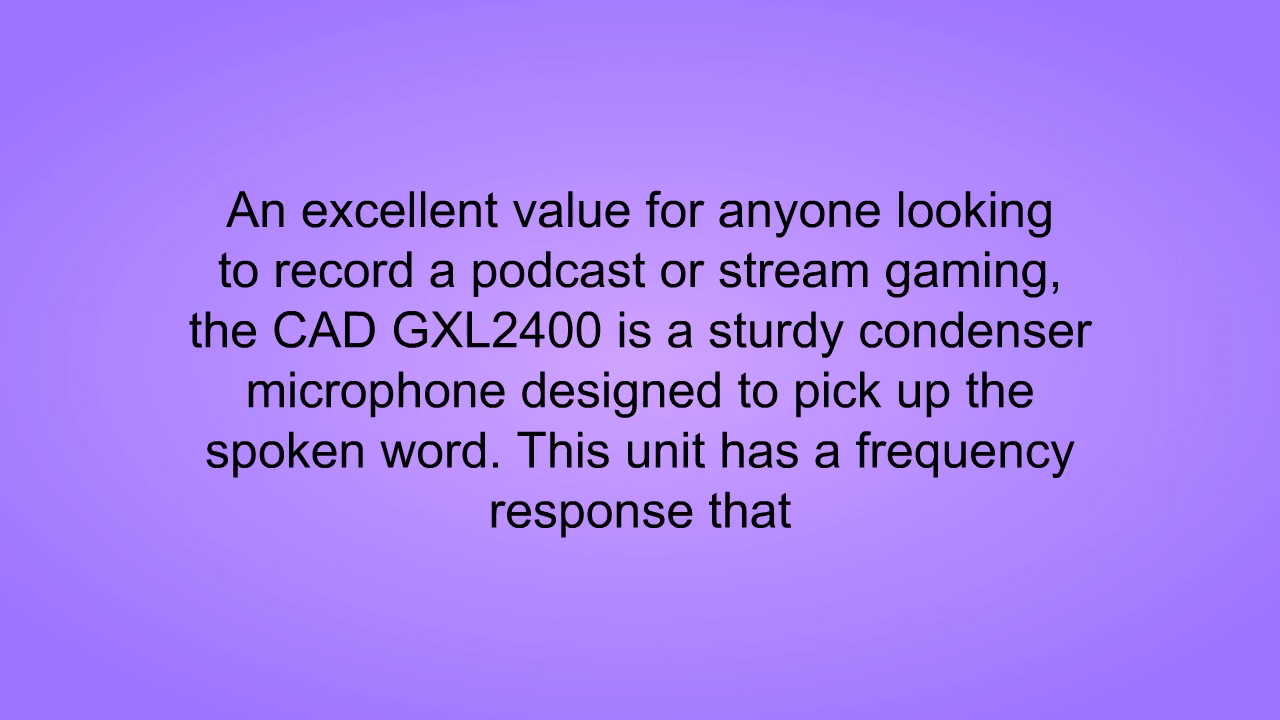 An excellent value for anyone looking
to record a podcast or stream gaming,
the CAD GXL2400 is a sturdy condenser
microphone designed to pick up the
spoken word. This unit has a frequency
response that